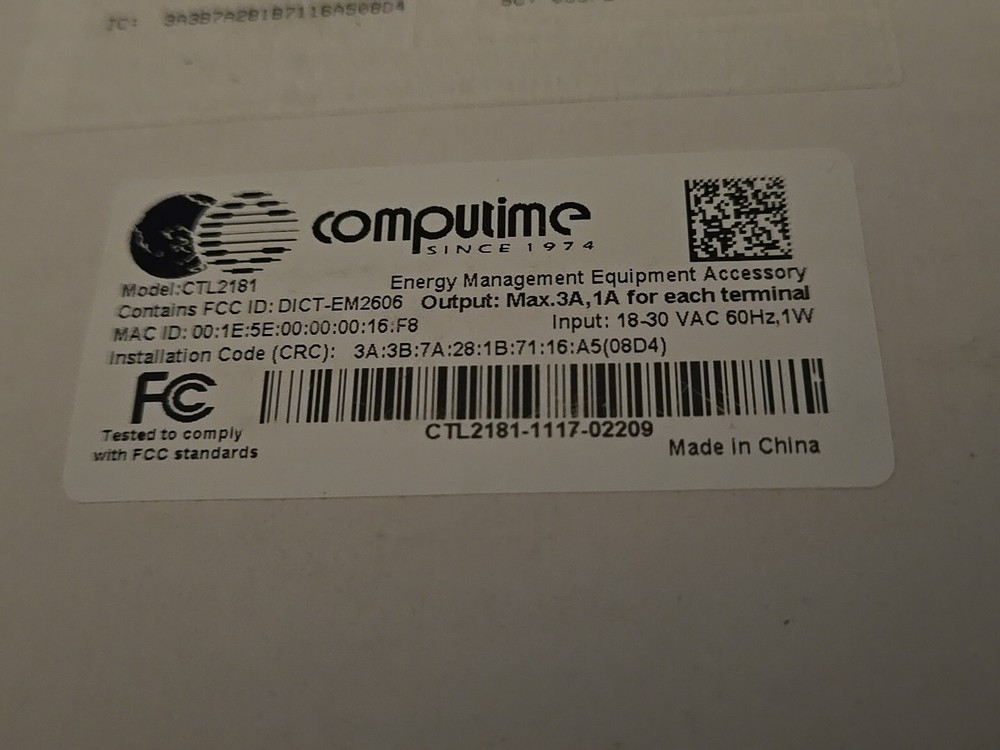 IC: 3A3B7A281B7116A508D4
computime
SINCE 1974
Model:CTL2181
Energy Management Equipment Accessory
Contains FCC ID: DICT-EM2606 Output: Max.3A,1A for each terminal
MAC ID: 00:1E:5E:00:00:00:16:F8 Input: 18-30 VAC 60Hz,1W
Installation Code (CRC): 3A:3B:7A:28:1B:71:16:A5(08D4)
FC
Tested to comply
with FCC standards
CTL2181-1117-02209
Made in China